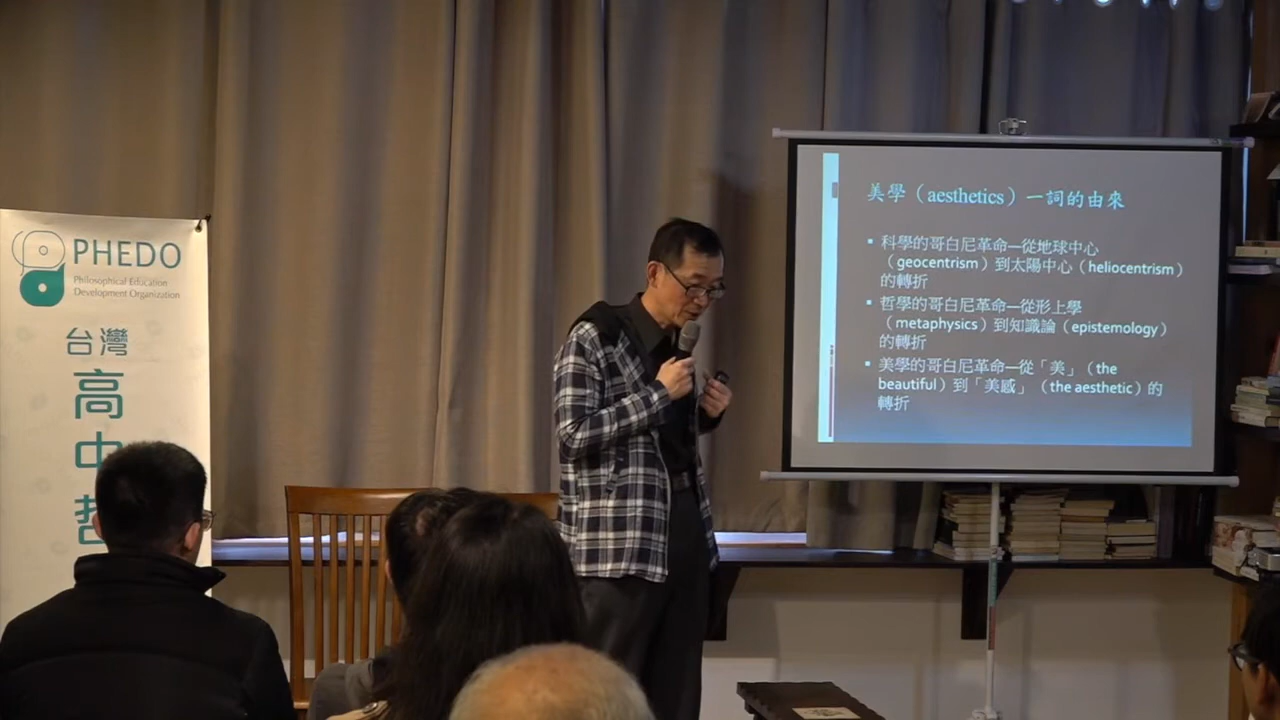 PHEDO
Philosophical Education
Development Organization
台灣
高
中
哲
美學（aesthetics）一詞的由來
科學的哥白尼革命—從地球中心
（geocentrism）到太陽中心（heliocentrism）
的轉折
哲學的哥白尼革命—從形上學
（metaphysics）到知識論（epistemology）
的轉折
美學的哥白尼革命—從「美」（the
beautiful）到「美感」（the aesthetic）的
轉折